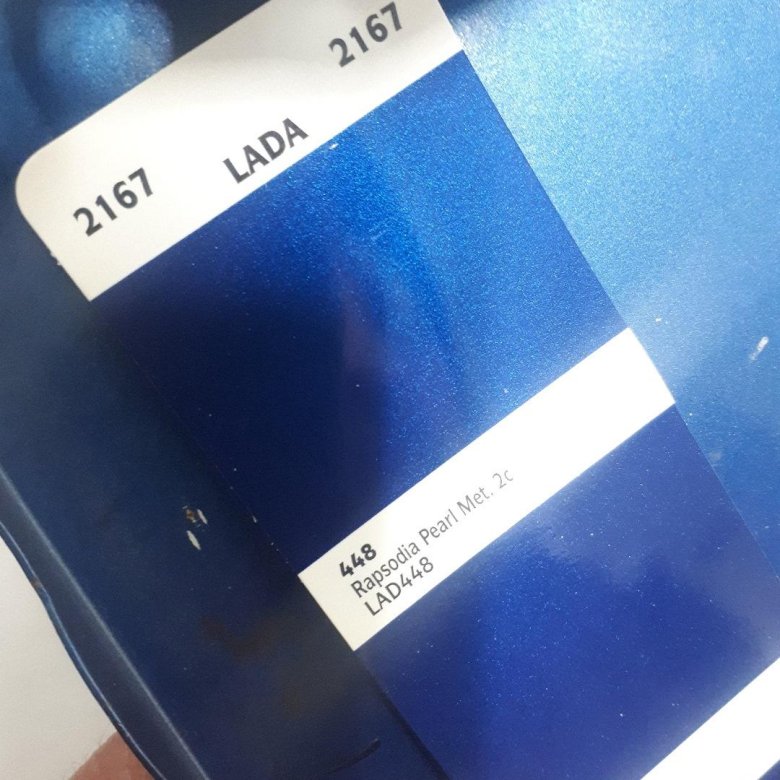 2167 LADA 2167
448
Rapsodia Pearl Met. 2c
LAD448